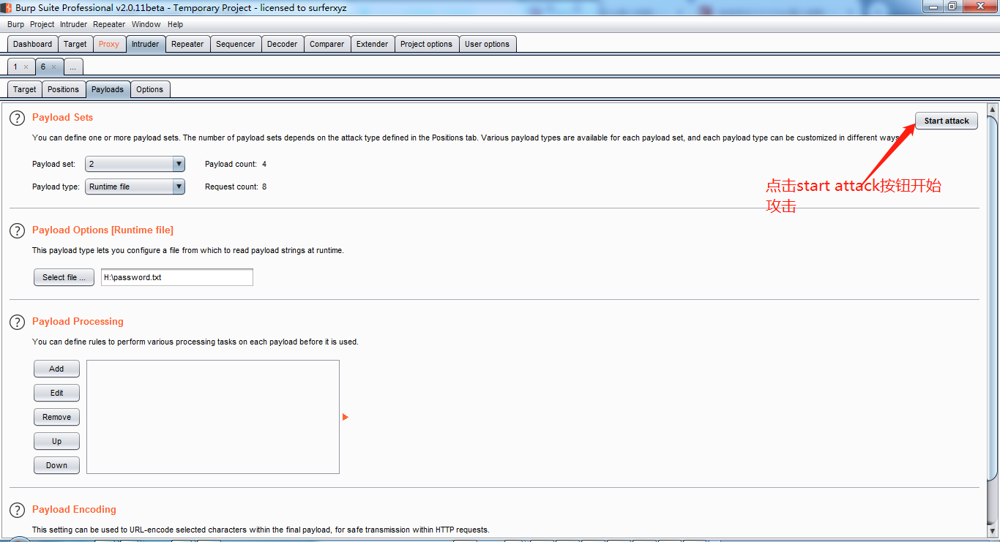 Burp Suite Professional v2.0.11beta - Temporary Project - licensed to surferxyz
Burp Project Intruder Repeater Window Help
Dashboard Target Proxy Intruder Repeater Sequencer Decoder Comparer Extender Project options User options
1 × 6 × ...
Target Positions Payloads Options
? Payload Sets
Start attack
You can define one or more payload sets. The number of payload sets depends on the attack type defined in the Positions tab. Various payload types are available for each payload set, and each payload type can be customized in different ways.
Payload set: 2 Payload count: 4
Payload type: Runtime file Request count: 8
点击start attack按钮开始
攻击
? Payload Options [Runtime file]
This payload type lets you configure a file from which to read payload strings at runtime.
Select file ... H:\password.txt
? Payload Processing
You can define rules to perform various processing tasks on each payload before it is used.
Add
Edit
Remove
Up
Down
? Payload Encoding
This setting can be used to URL-encode selected characters within the final payload, for safe transmission within HTTP requests.